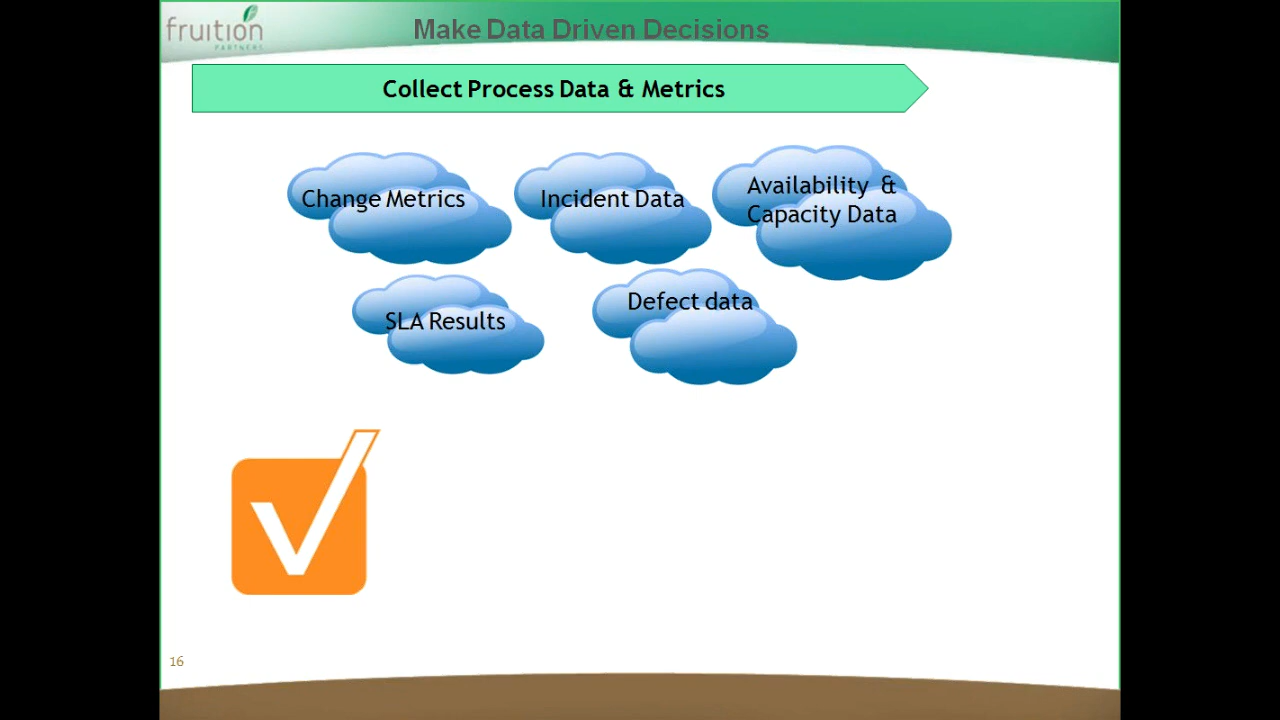 fruition
PARTNERS
Make Data Driven Decisions
Collect Process Data & Metrics
Change Metrics
Incident Data
Availability &
Capacity Data
SLA Results
Defect data
16